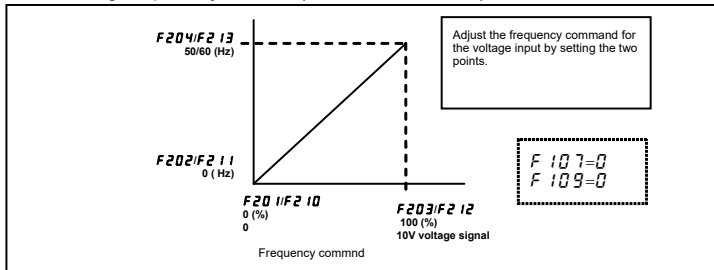 F204/F213
50/60 (Hz)
Adjust the frequency command for
the voltage input by setting the two
points.
F202/F211
0 ( Hz)
F107=0
F109=0
F201/F210
0 (%)
0
F203/F212
100 (%)
10V voltage signal
Frequency commnd